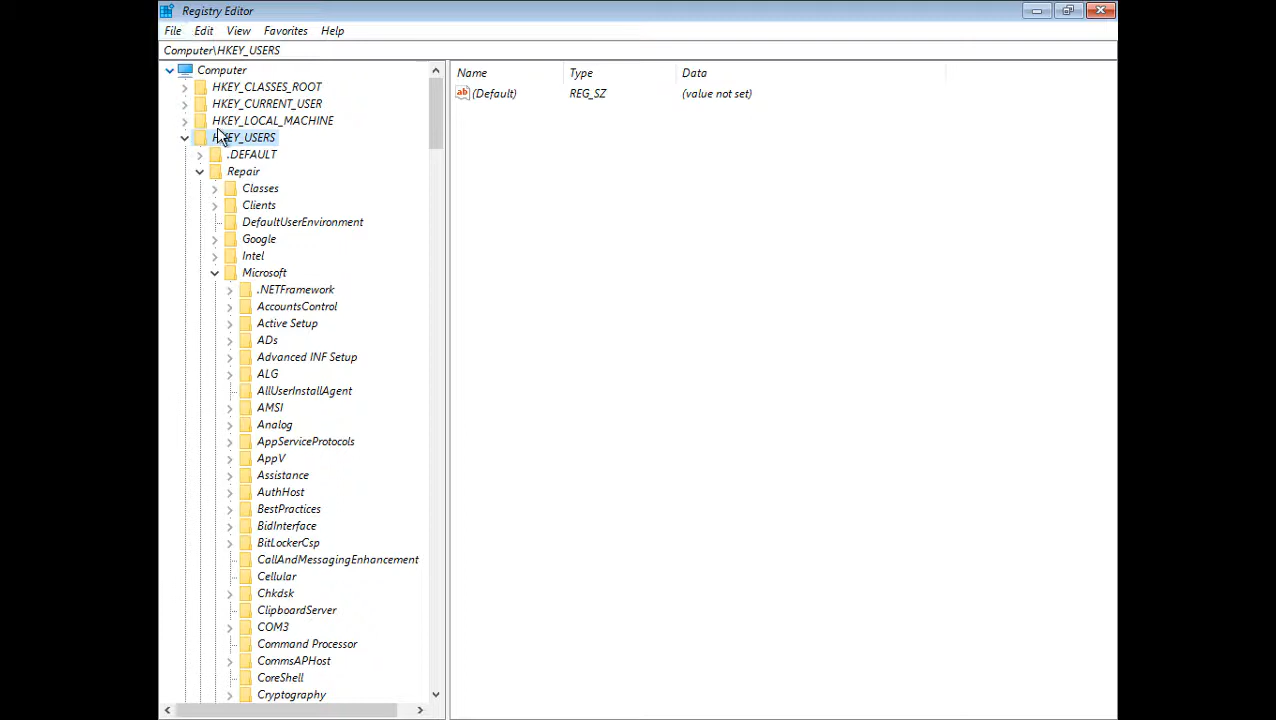 Registry Editor
File Edit View Favorites Help
Computer\HKEY_USERS
Computer
HKEY_CLASSES_ROOT
HKEY_CURRENT_USER
HKEY_LOCAL_MACHINE
HKEY_USERS
.DEFAULT
Repair
Classes
Clients
DefaultUserEnvironment
Google
Intel
Microsoft
.NETFramework
AccountsControl
Active Setup
ADs
Advanced INF Setup
ALG
AllUserInstallAgent
AMSI
Analog
AppServiceProtocols
AppV
Assistance
AuthHost
BestPractices
BidInterface
BitLockerCsp
CallAndMessagingEnhancement
Cellular
Chkdsk
ClipboardServer
COM3
Command Processor
CommsAPHost
CoreShell
Cryptography
Name Type Data
ab (Default) REG_SZ (value not set)